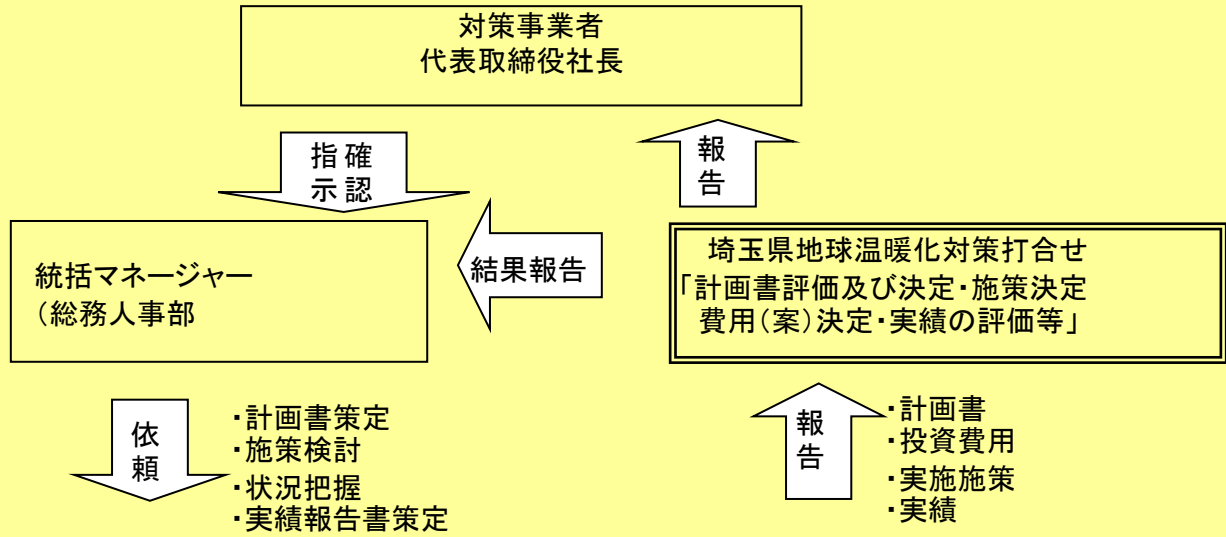 対策事業者
代表取締役社長
指確
示認
報
告
統括マネージャー
(総務人事部
結果報告
埼玉県地球温暖化対策打合せ
「計画書評価及び決定・施策決定
費用(案)決定・実績の評価等」
依
頼
・計画書策定
・施策検討
・状況把握
・実績報告書策定
報
告
・計画書
・投資費用
・実施施策
・実績